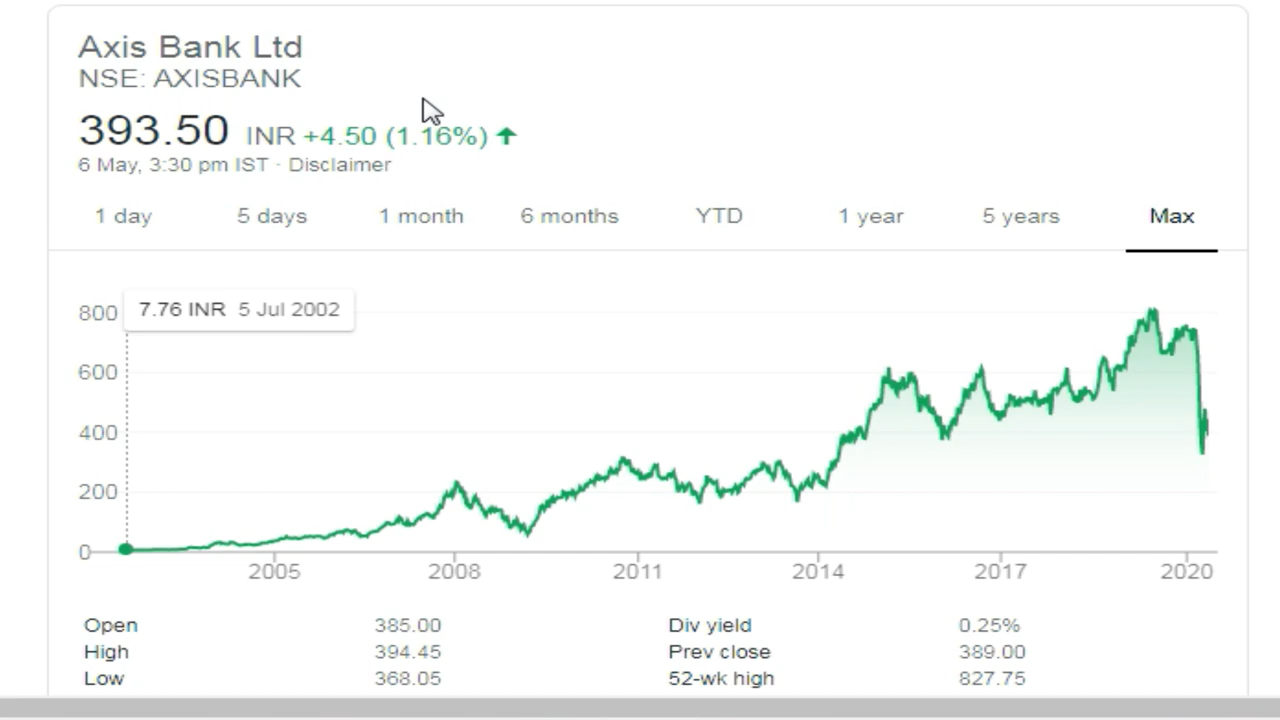 Axis Bank Ltd
NSE: AXISBANK
393.50 INR +4.50 (1.16%) ↑
6 May, 3:30 pm IST · Disclaimer
1 day 5 days 1 month 6 months YTD 1 year 5 years Max
7.76 INR 5 Jul 2002
800
600
400
200
0
2005 2008 2011 2014 2017 2020
Open 385.00 Div yield 0.25%
High 394.45 Prev close 389.00
Low 368.05 52-wk high 827.75